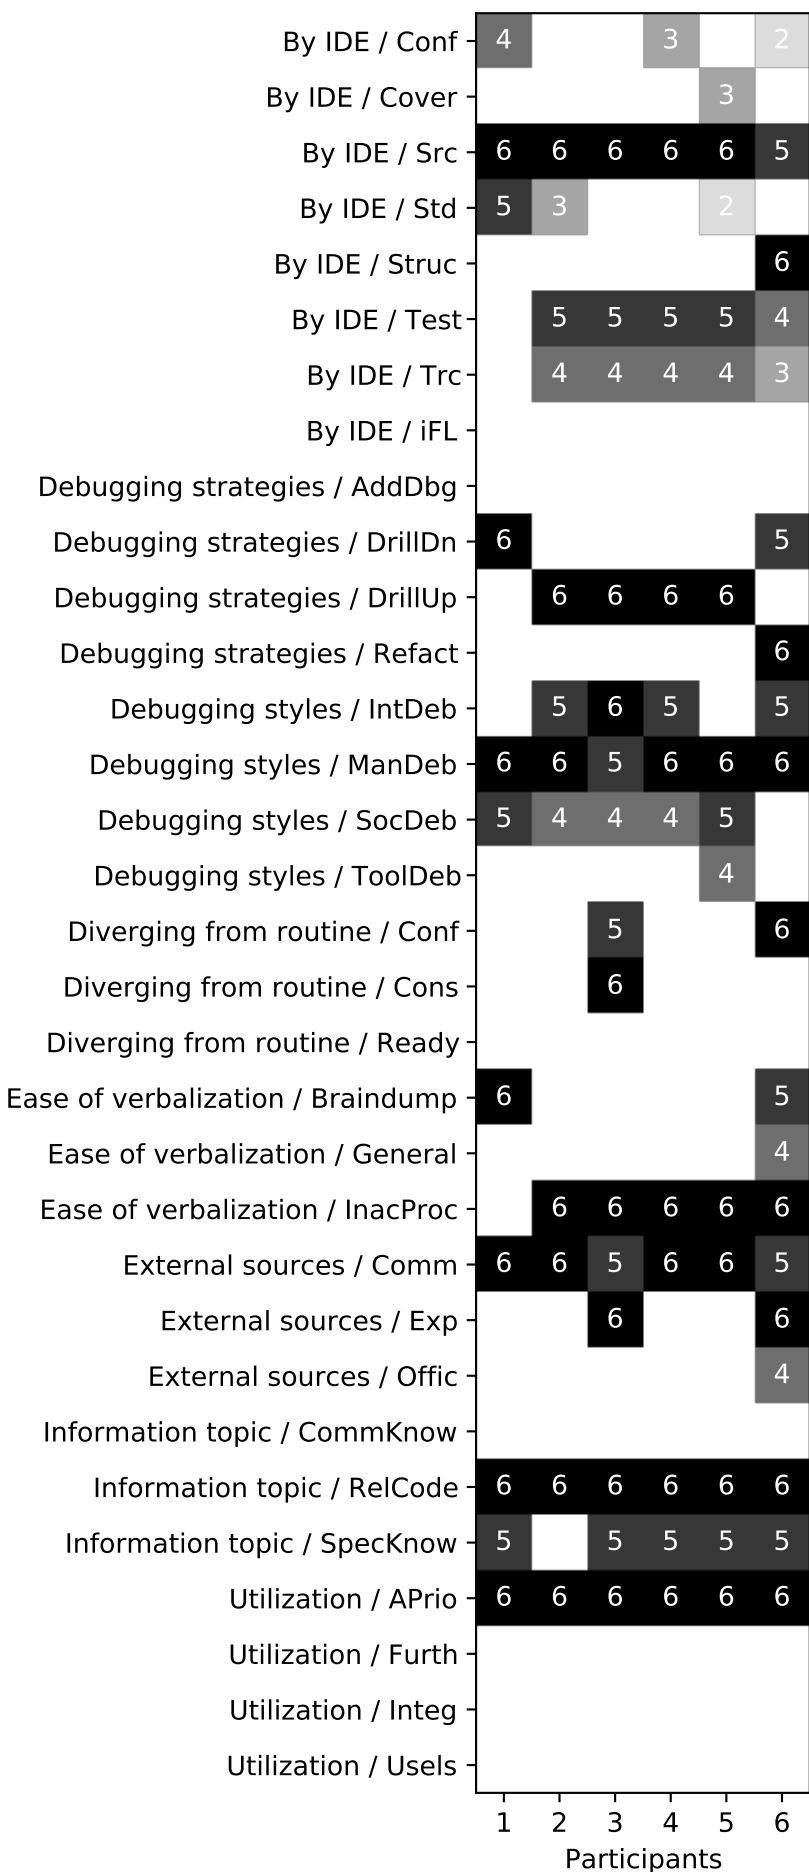 By IDE / Conf 4 3 2
By IDE / Cover 3
By IDE / Src 6 6 6 6 6 5
By IDE / Std 5 3 2
By IDE / Struc 6
By IDE / Test 5 5 5 5 4
By IDE / Trc 4 4 4 4 3
By IDE / iFL
Debugging strategies / AddDbg
Debugging strategies / DrillDn 6 5
Debugging strategies / DrillUp 6 6 6 6
Debugging strategies / Refact 6
Debugging styles / IntDeb 5 6 5 5
Debugging styles / ManDeb 6 6 5 6 6 6
Debugging styles / SocDeb 5 4 4 4 5
Debugging styles / ToolDeb 4
Diverging from routine / Conf 5 6
Diverging from routine / Cons 6
Diverging from routine / Ready
Ease of verbalization / Braindump 6 5
Ease of verbalization / General 4
Ease of verbalization / InacProc 6 6 6 6 6
External sources / Comm 6 6 5 6 6 5
External sources / Exp 6 6
External sources / Offic 4
Information topic / CommKnow
Information topic / RelCode 6 6 6 6 6 6
Information topic / SpecKnow 5 5 5 5 5
Utilization / APrio 6 6 6 6 6 6
Utilization / Furth
Utilization / Integ
Utilization / Usels
1 2 3 4 5 6
Participants